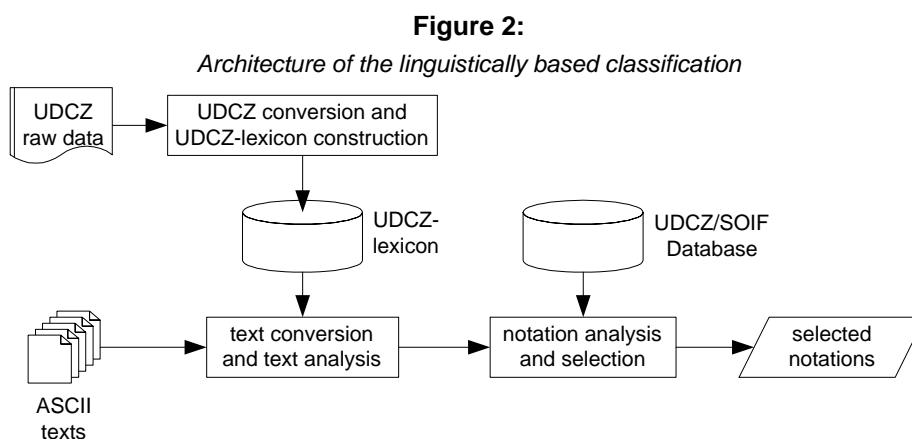 Figure 2:
Architecture of the linguistically based classification
UDCZ
raw data
UDCZ conversion and
UDCZ-lexicon construction
UDCZ-
lexicon
UDCZ/SOIF
Database
ASCII
texts
text conversion
and text analysis
notation analysis
and selection
selected
notations